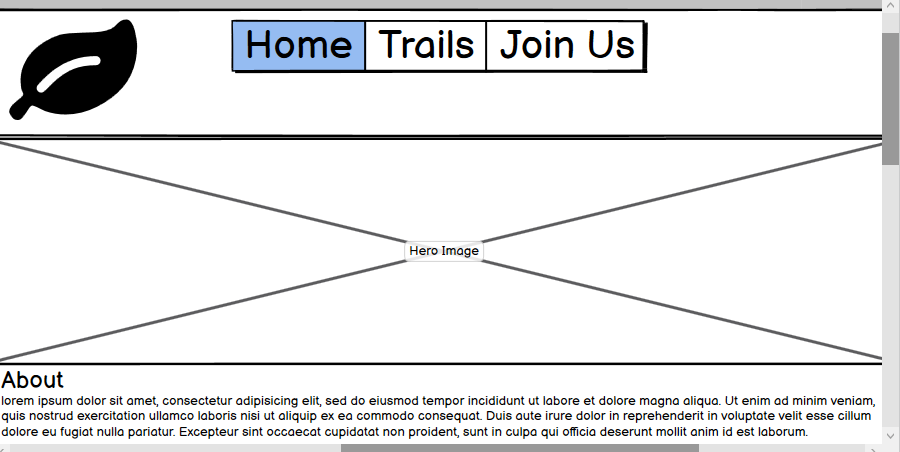 Home Trails Join Us
Hero Image
About
lorem ipsum dolor sit amet, consectetur adipisicing elit, sed do eiusmod tempor incididunt ut labore et dolore magna aliqua. Ut enim ad minim veniam,
quis nostrud exercitation ullamco laboris nisi ut aliquip ex ea commodo consequat. Duis aute irure dolor in reprehenderit in voluptate velit esse cillum
dolore eu fugiat nulla pariatur. Excepteur sint occaecat cupidatat non proident, sunt in culpa qui officia deserunt mollit anim id est laborum.